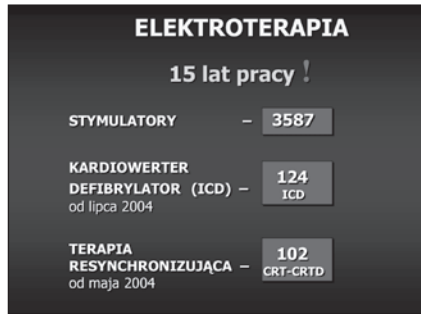 ELEKTROTERAPIA
15 lat pracy !
STYMULATORY – 3587
KARDIOWERTER
DEFIBRYLATOR (ICD) – 124
ICD
od lipca 2004
TERAPIA
RESYNCHRONIZUJĄCA – 102
CRT-CRTD
od maja 2004